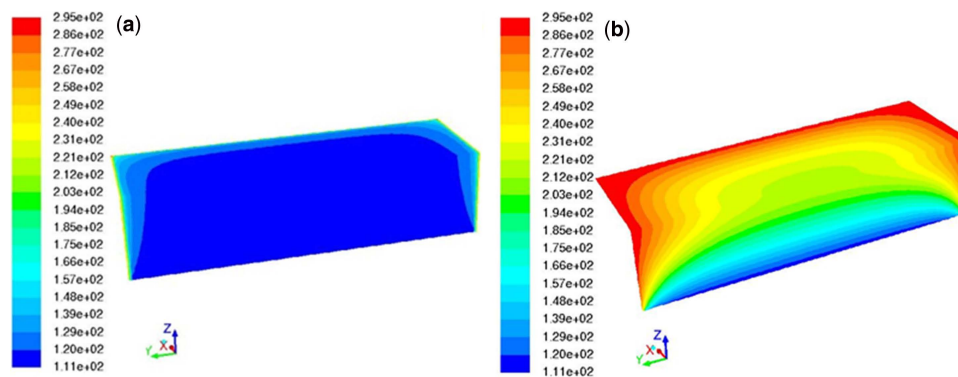 (a)
2.95e+02
2.86e+02
2.77e+02
2.67e+02
2.58e+02
2.49e+02
2.40e+02
2.31e+02
2.21e+02
2.12e+02
2.03e+02
1.94e+02
1.85e+02
1.75e+02
1.66e+02
1.57e+02
1.48e+02
1.39e+02
1.29e+02
1.20e+02
1.11e+02
Z
X
Y
(b)
2.95e+02
2.86e+02
2.77e+02
2.67e+02
2.58e+02
2.49e+02
2.40e+02
2.31e+02
2.21e+02
2.12e+02
2.03e+02
1.94e+02
1.85e+02
1.75e+02
1.66e+02
1.57e+02
1.48e+02
1.39e+02
1.29e+02
1.20e+02
1.11e+02
Z
X
Y